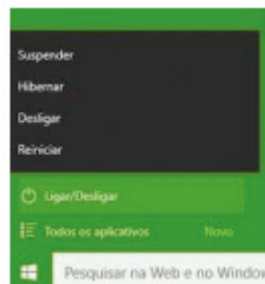 Suspender
Hibernar
Desligar
Reiniciar
Ligar/Desligar
Todos os aplicativos Novo
Pesquisar na Web e no Window